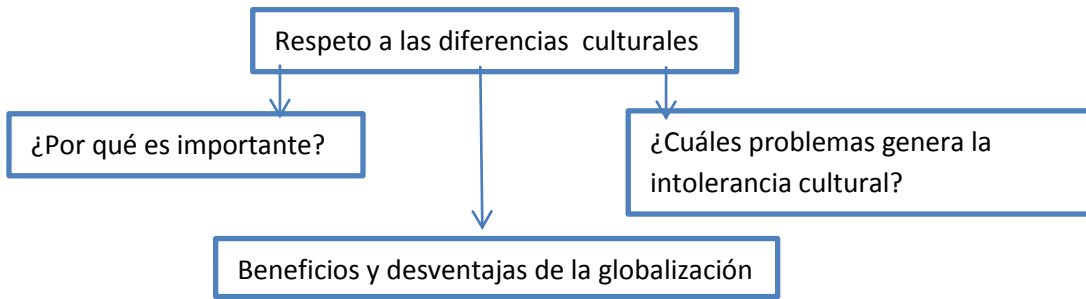 Respeto a las diferencias culturales
¿Por qué es importante?
¿Cuáles problemas genera la
intolerancia cultural?
Beneficios y desventajas de la globalización